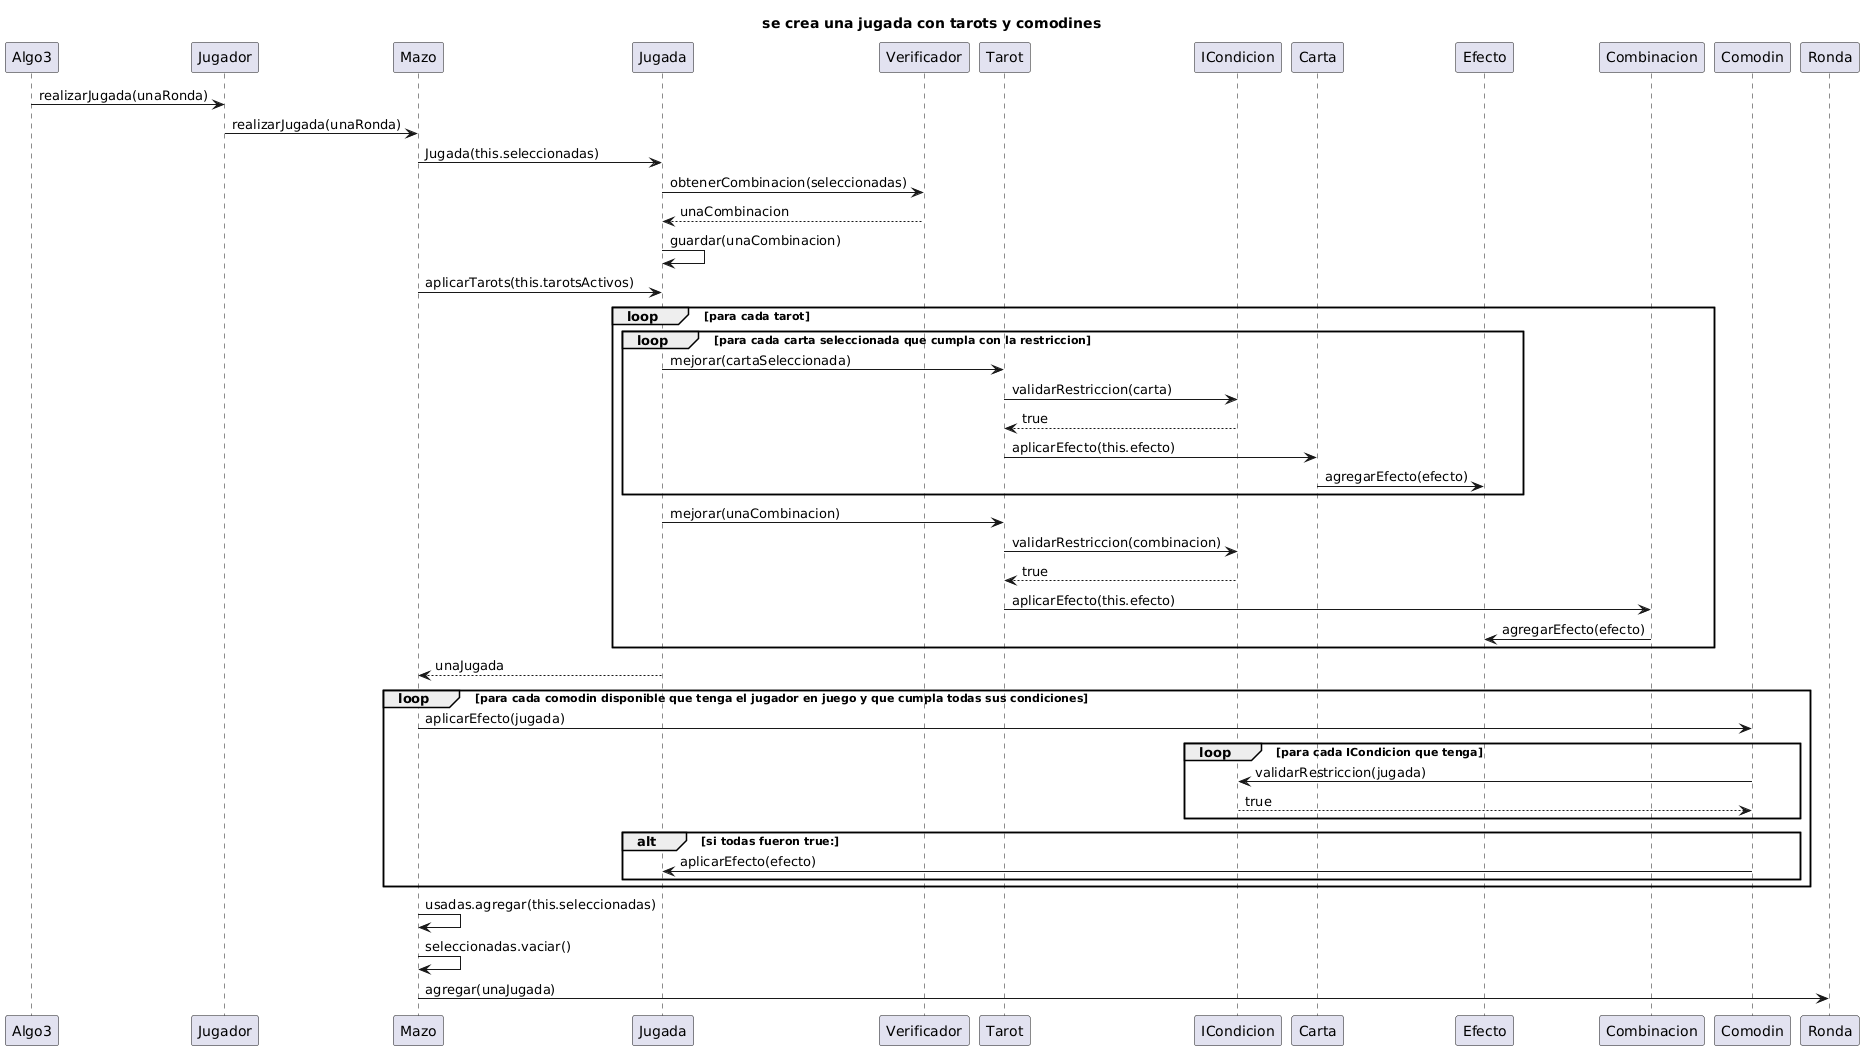 se crea una jugada con tarots y comodines
Algo3 Jugador Mazo Jugada Verificador Tarot ICondicion Carta Efecto Combinacion Comodin Ronda
realizarJugada(unaRonda)
realizarJugada(unaRonda)
Jugada(this.seleccionadas)
obtenerCombinacion(seleccionadas)
unaCombinacion
guardar(unaCombinacion)
aplicarTarots(this.tarotsActivos)
loop [para cada tarot]
loop [para cada carta seleccionada que cumpla con la restriccion]
mejorar(cartaSeleccionada)
validarRestriccion(carta)
true
aplicarEfecto(this.efecto)
agregarEfecto(efecto)
mejorar(unaCombinacion)
validarRestriccion(combinacion)
true
aplicarEfecto(this.efecto)
agregarEfecto(efecto)
unaJugada
loop [para cada comodin disponible que tenga el jugador en juego y que cumpla todas sus condiciones]
aplicarEfecto(jugada)
loop [para cada ICondicion que tenga]
validarRestriccion(jugada)
true
alt [si todas fueron true:]
aplicarEfecto(efecto)
usadas.agregar(this.seleccionadas)
seleccionadas.vaciar()
agregar(unaJugada)
Algo3 Jugador Mazo Jugada Verificador Tarot ICondicion Carta Efecto Combinacion Comodin Ronda